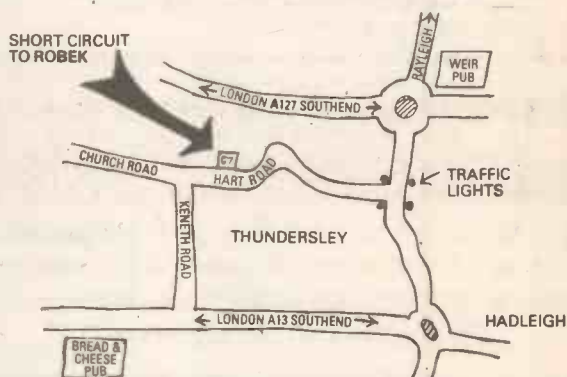 SHORT CIRCUIT
TO ROBEK
RAYLEIGH
WEIR
PUB
← LONDON A127 SOUTHEND →
67
CHURCH ROAD
HART ROAD
TRAFFIC
LIGHTS
KENETH ROAD
THUNDERSLEY
← LONDON A13 SOUTHEND →
HADLEIGH
BREAD &
CHEESE
PUB